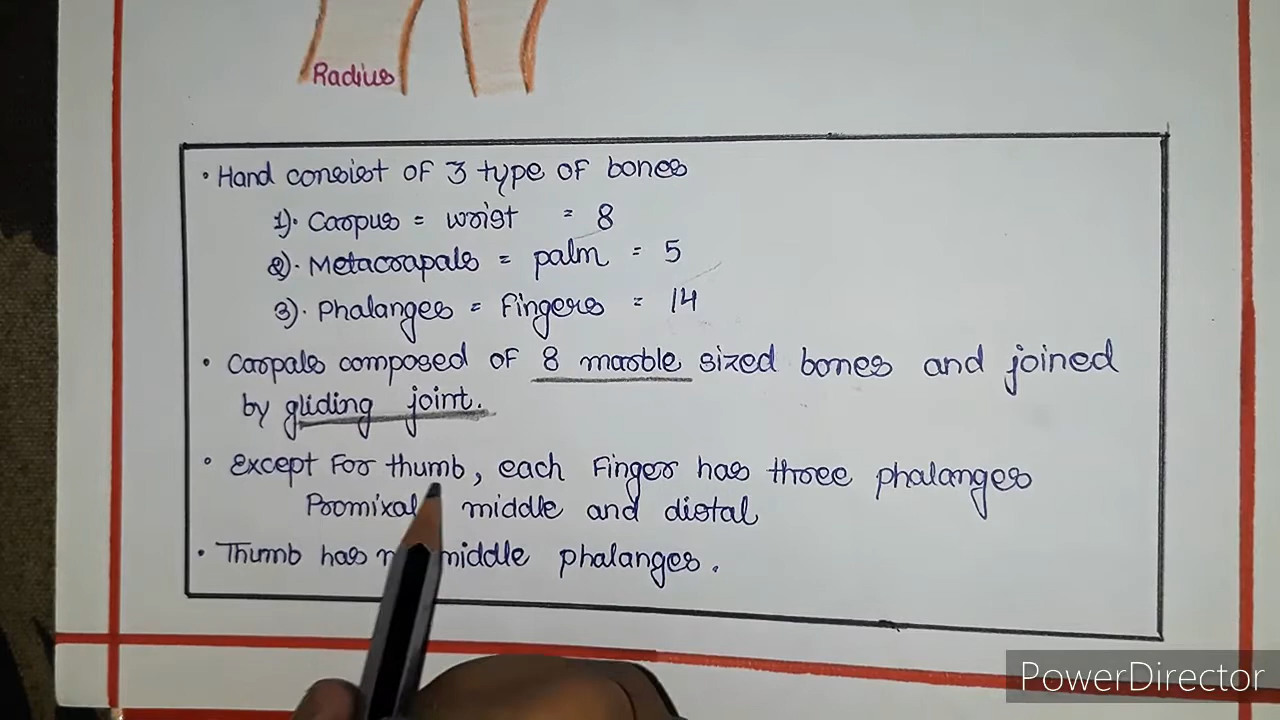 Radius
• Hand consist of 3 type of bones
1). Carpus = wrist = 8
2). Metacrapals = palm = 5
3). Phalanges = Fingers = 14
• Carpals composed of 8 marble sized bones and joined
by gliding joint.
• Except For thumb, each Finger has three phalanges
Promixal middle and distal
• Thumb has middle phalanges.
PowerDirector